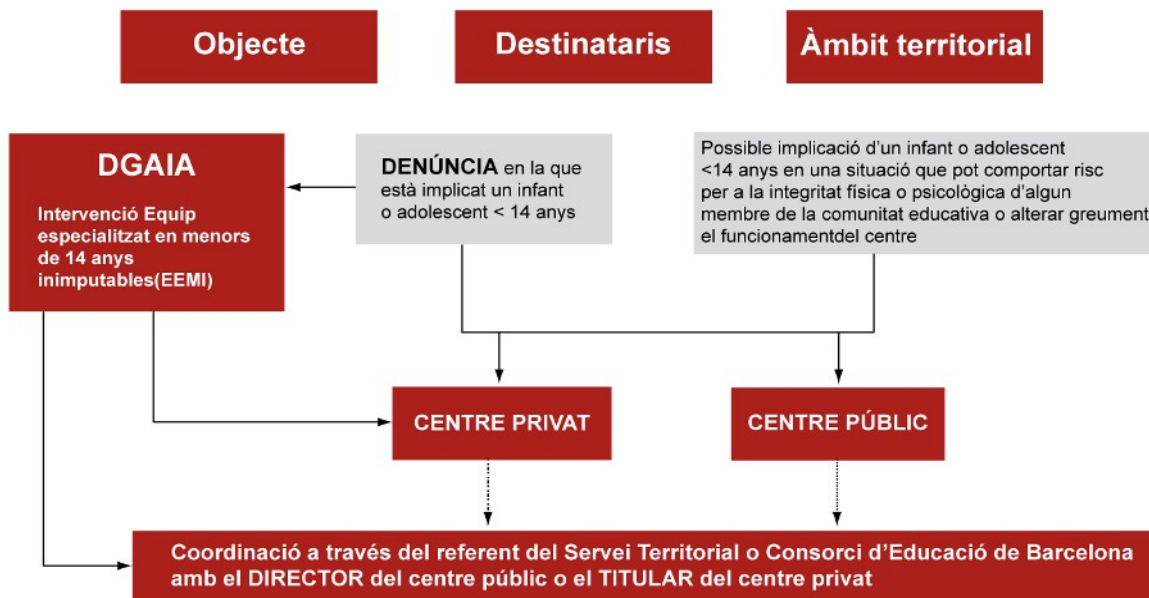 Objecte
Destinataris
Àmbit territorial
DGAIA
Intervenció Equip
especialitzat en menors
de 14 anys
inimputables(EEMI)
DENÚNCIA en la que
està implicat un infant
o adolescent < 14 anys
Possible implicació d’un infant o adolescent
<14 anys en una situació que pot comportar risc
per a la integritat física o psicològica d’algun
membre de la comunitat educativa o alterar greument
el funcionamentdel centre
CENTRE PRIVAT
CENTRE PÚBLIC
Coordinació a través del referent del Servei Territorial o Consorci d’Educació de Barcelona
amb el DIRECTOR del centre públic o el TITULAR del centre privat